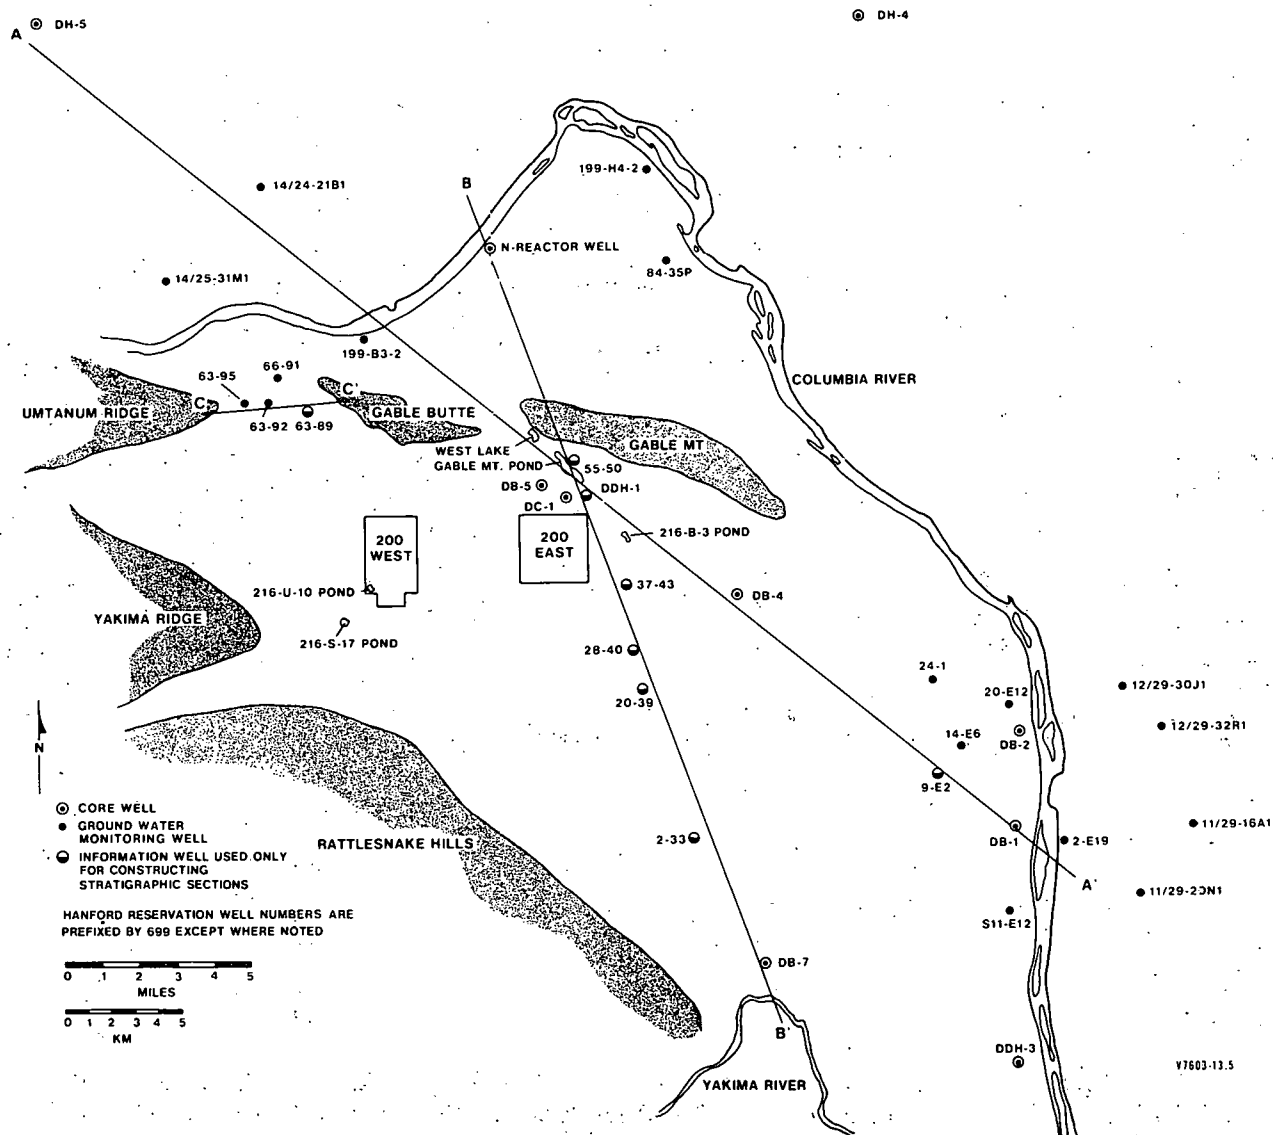 DH-5
DH-4
A
14/24-21B1
B
199-H4-2
N-REACTOR WELL
84-35P
14/25-31M1
199-B3-2
COLUMBIA RIVER
66-91
63-95
C
C'
UMTANUM RIDGE
63-92
63-89
GABLE BUTTE
WEST LAKE
GABLE MT. POND
GABLE MT
55-50
DB-5
DDH-1
DC-1
200
WEST
200
EAST
216-B-3 POND
216-U-10 POND
37-43
DB-4
YAKIMA RIDGE
216-S-17 POND
28-40
20-39
24-1
20-E12
12/29-30J1
12/29-32R1
14-E6
DB-2
9-E2
N
CORE WELL
GROUND WATER
MONITORING WELL
INFORMATION WELL USED ONLY
FOR CONSTRUCTING
STRATIGRAPHIC SECTIONS
HANFORD RESERVATION WELL NUMBERS ARE
PREFIXED BY 699 EXCEPT WHERE NOTED
0 1 2 3 4 5
MILES
0 1 2 3 4 5
KM
RATTLESNAKE HILLS
2-33
DB-1
2-E19
11/29-16A1
A'
11/29-20N1
S11-E12
DB-7
B'
DDH-3
YAKIMA RIVER
V7603-13.5